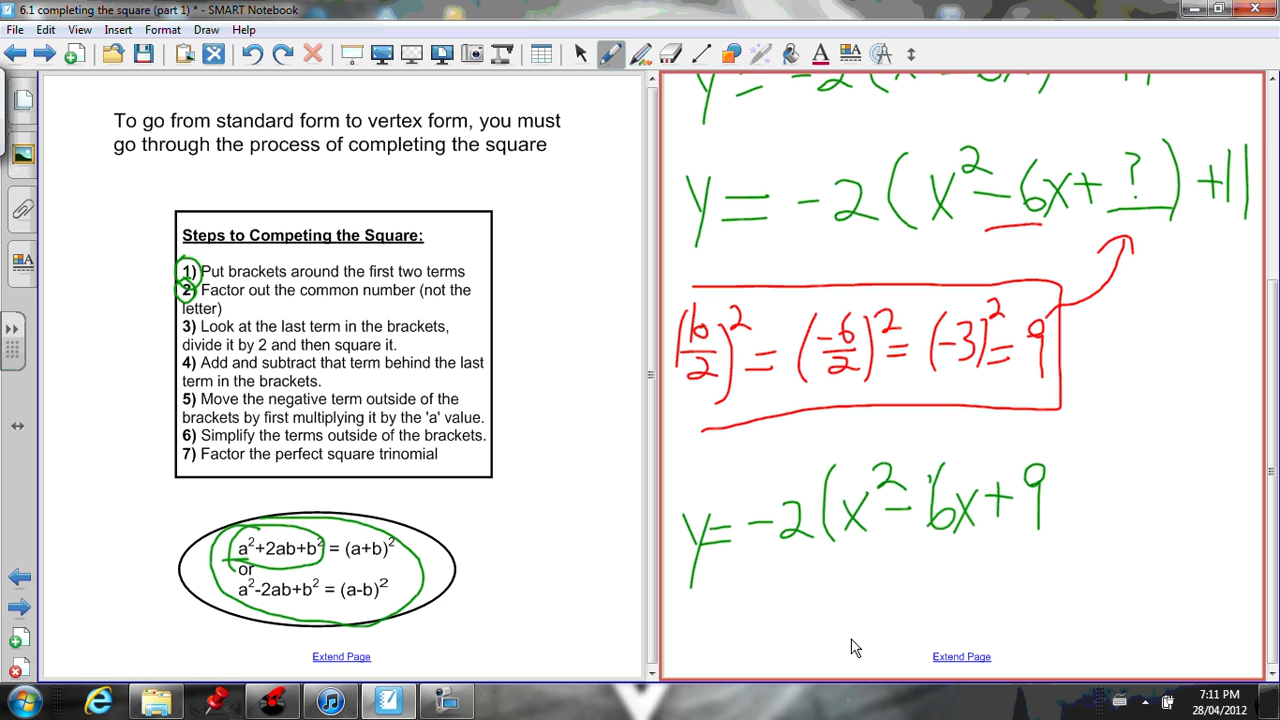 6.1 completing the square (part 1) * - SMART Notebook
File Edit View Insert Format Draw Help
To go from standard form to vertex form, you must
go through the process of completing the square
Steps to Competing the Square:
1) Put brackets around the first two terms
2) Factor out the common number (not the
letter)
3) Look at the last term in the brackets,
divide it by 2 and then square it.
4) Add and subtract that term behind the last
term in the brackets.
5) Move the negative term outside of the
brackets by first multiplying it by the 'a' value.
6) Simplify the terms outside of the brackets.
7) Factor the perfect square trinomial
a²+2ab+b² = (a+b)²
or
a²-2ab+b² = (a-b)²
Extend Page
y = -2(x² - 6x + ?) + 11
(b/2)² = (-6/2)² = (-3)² = 9
y = -2(x² - 6x + 9
Extend Page
7:11 PM
28/04/2012